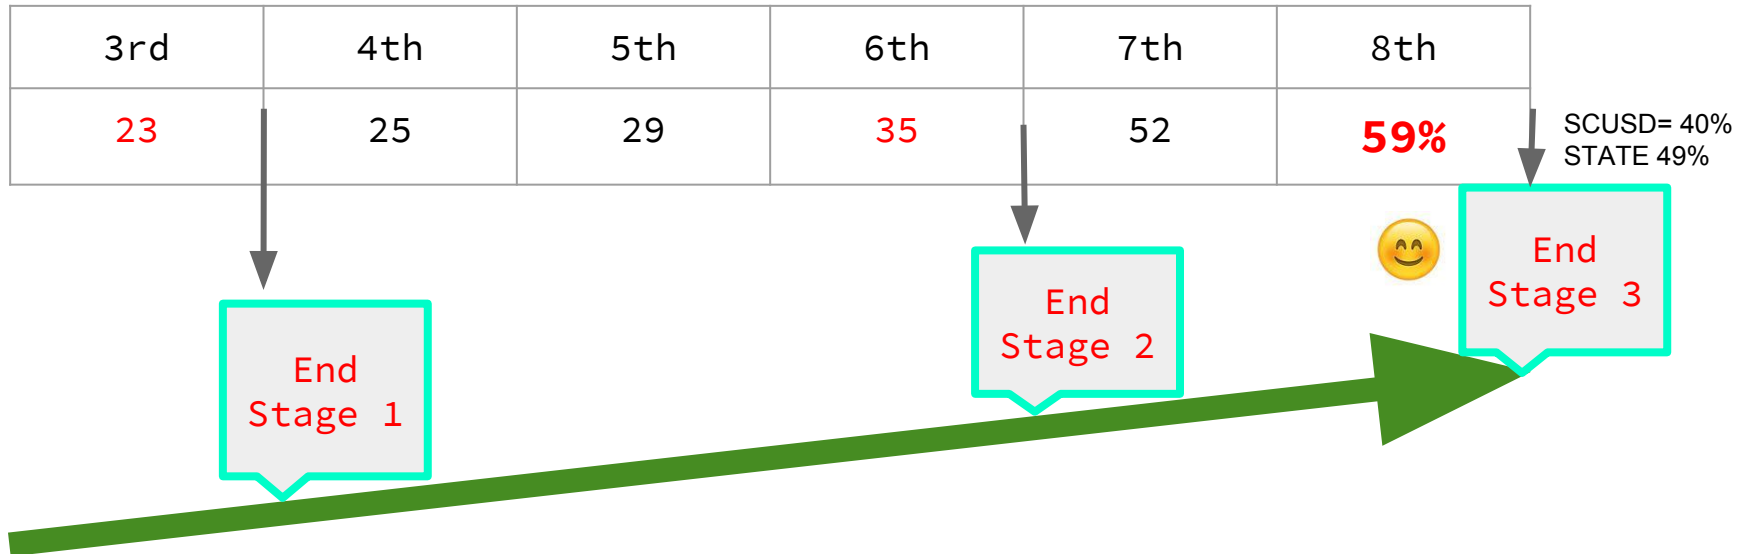 3rd 4th 5th 6th 7th 8th
23 25 29 35 52 59%
SCUSD= 40%
STATE 49%
End
Stage 1
End
Stage 2
End
Stage 3